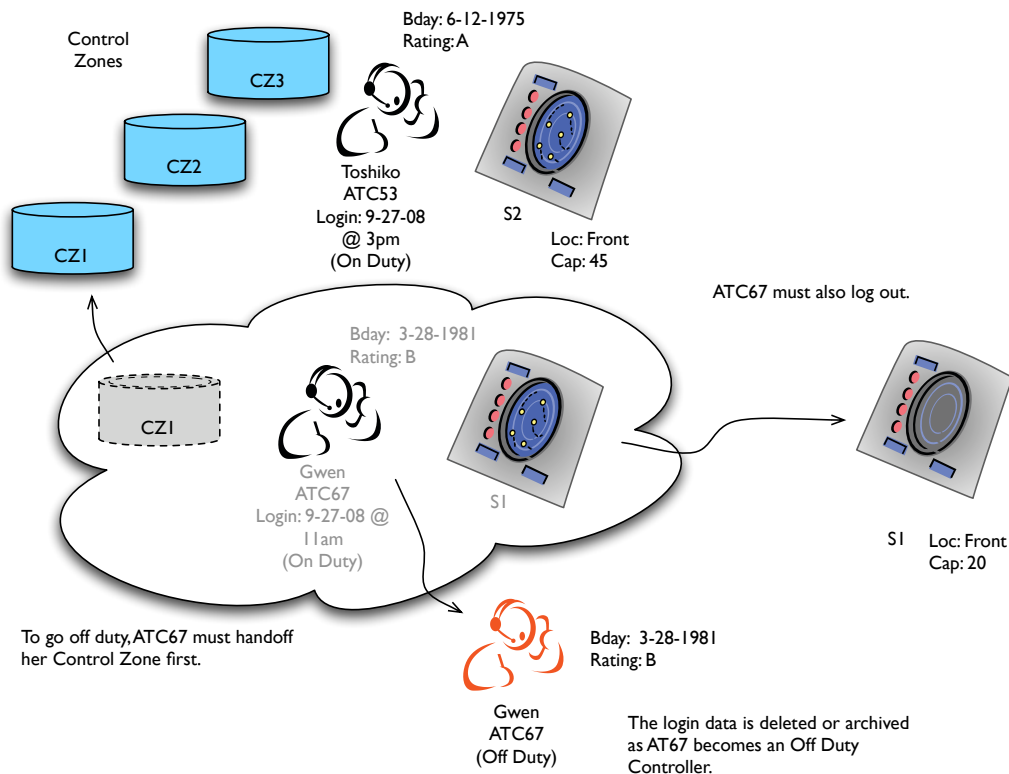 Control
Zones
CZ3
CZ2
CZ1
Bday: 6-12-1975
Rating: A
Toshiko
ATC53
Login: 9-27-08
@ 3pm
(On Duty)
S2
Loc: Front
Cap: 45
ATC67 must also log out.
Bday: 3-28-1981
Rating: B
CZ1
Gwen
ATC67
Login: 9-27-08 @
11am
(On Duty)
S1
S1
Loc: Front
Cap: 20
To go off duty, ATC67 must handoff
her Control Zone first.
Bday: 3-28-1981
Rating: B
Gwen
ATC67
(Off Duty)
The login data is deleted or archived
as AT67 becomes an Off Duty
Controller.